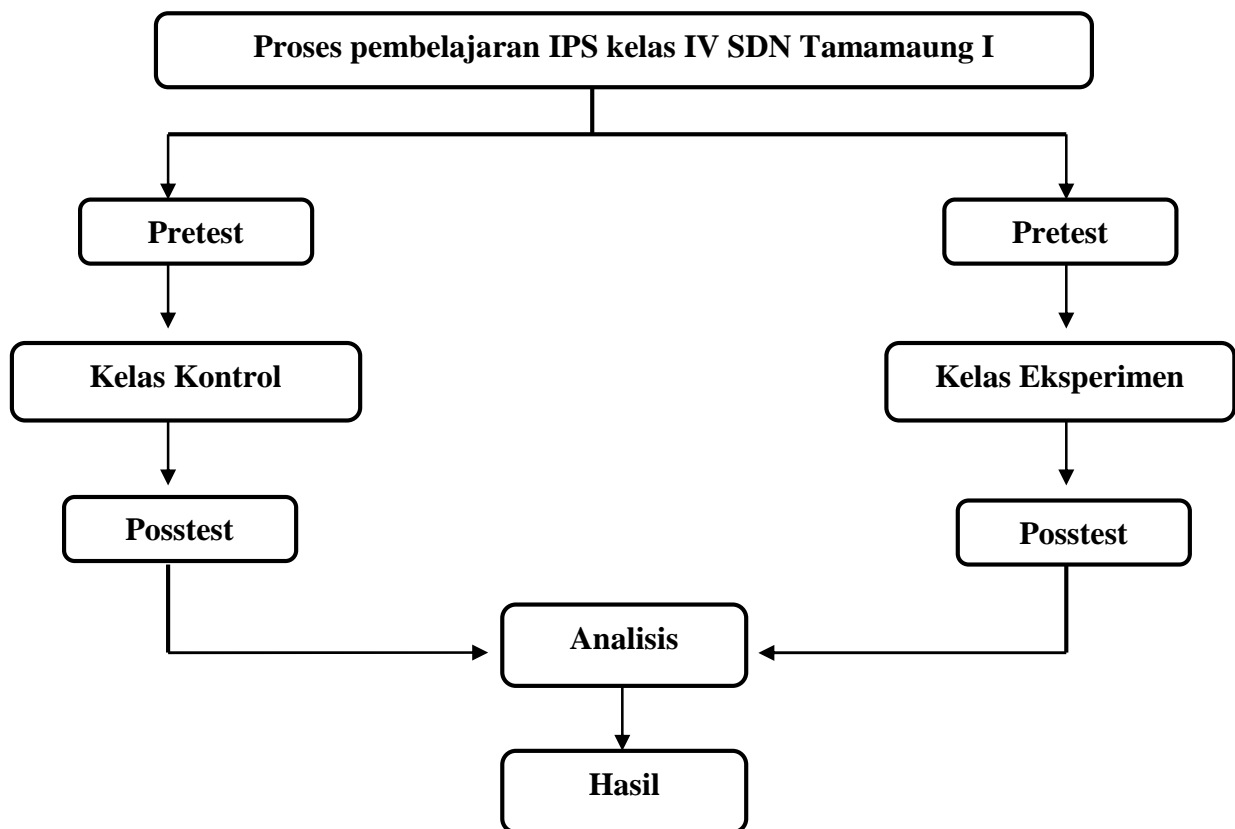 Proses pembelajaran IPS kelas IV SDN Tamamaung I
Pretest
Pretest
Kelas Kontrol
Kelas Eksperimen
Posstest
Posstest
Analisis
Hasil